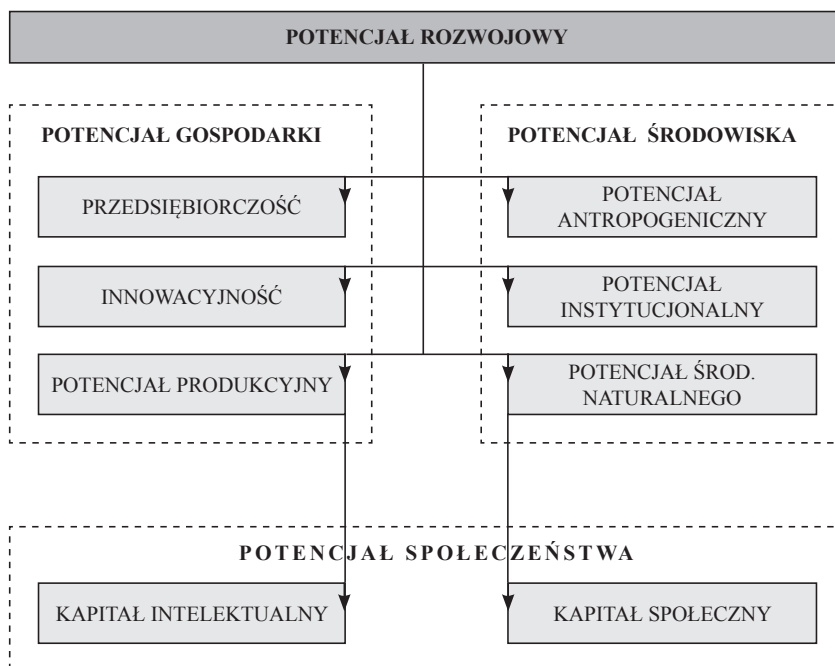 POTENCJAŁ ROZWOJOWY
POTENCJAŁ GOSPODARKI
PRZEDSIĘBIORCZOŚĆ
INNOWACYJNOŚĆ
POTENCJAŁ PRODUKCYJNY
POTENCJAŁ ŚRODOWISKA
POTENCJAŁ
ANTROPOGENICZNY
POTENCJAŁ
INSTYTUCJONALNY
POTENCJAŁ ŚROD.
NATURALNEGO
POTENCJAŁ SPOŁECZEŃSTWA
KAPITAŁ INTELEKTUALNY
KAPITAŁ SPOŁECZNY